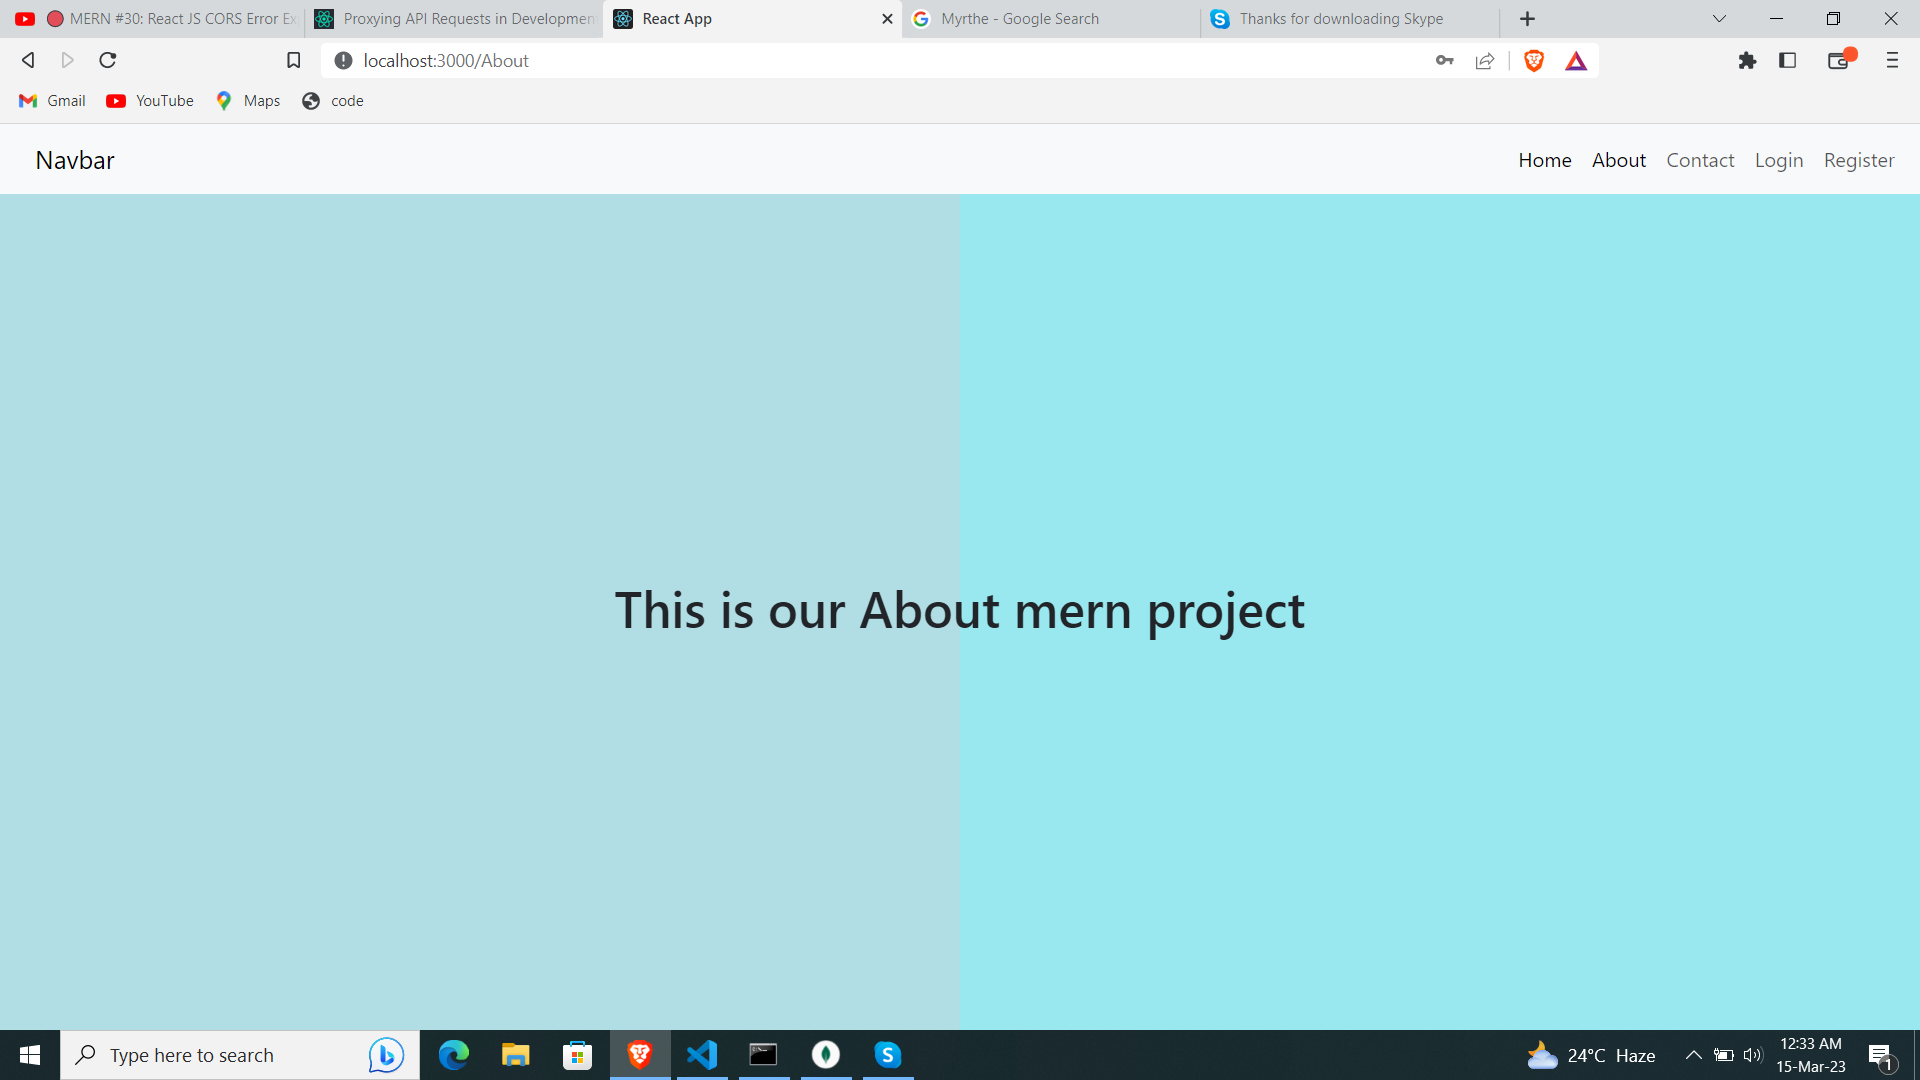 MERN #30: React JS CORS Error Ex
Proxying API Requests in Developmen
React App
Myrthe - Google Search
Thanks for downloading Skype
localhost:3000/About
Gmail
YouTube
Maps
code
Navbar
Home
About
Contact
Login
Register
This is our About mern project
Type here to search
24°C Haze
12:33 AM
15-Mar-23
1